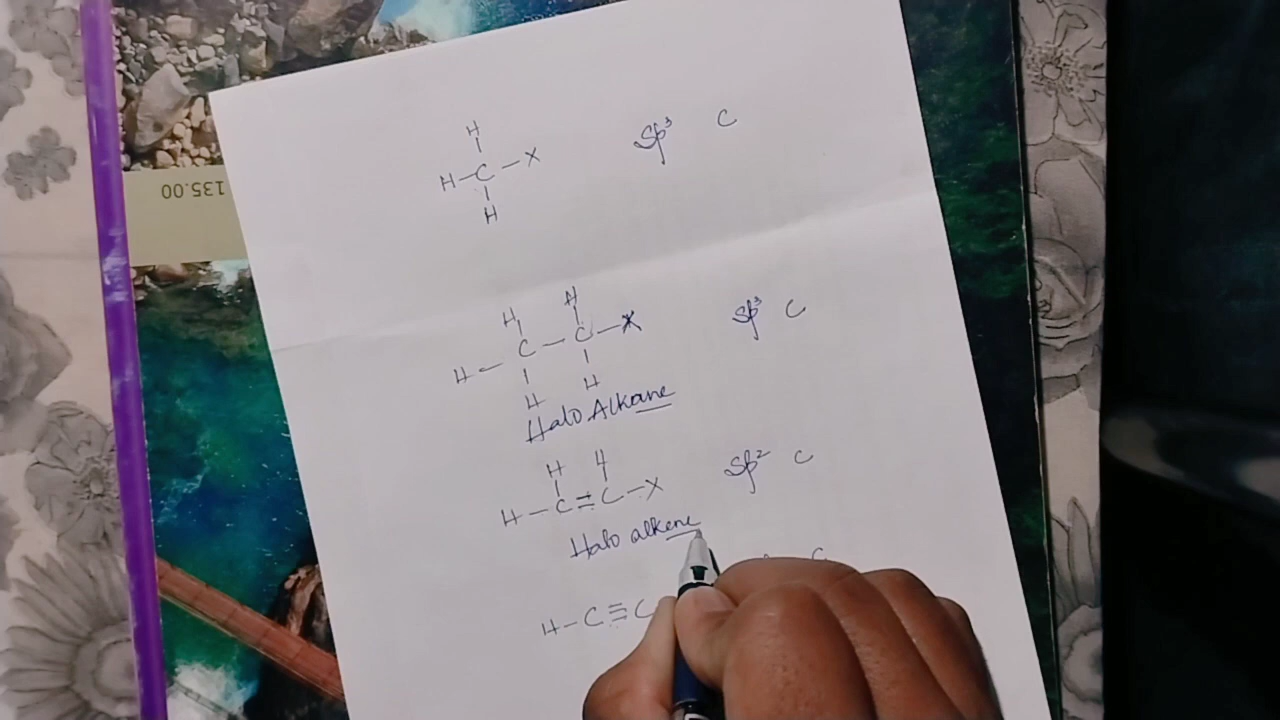 135.00
H
H-C-X Sp³ C
H
H H
H-C-C-X Sp³ C
H H
Halo Alkane
H H
H-C=C-X Sp² C
Halo alkene
H-C≡C C